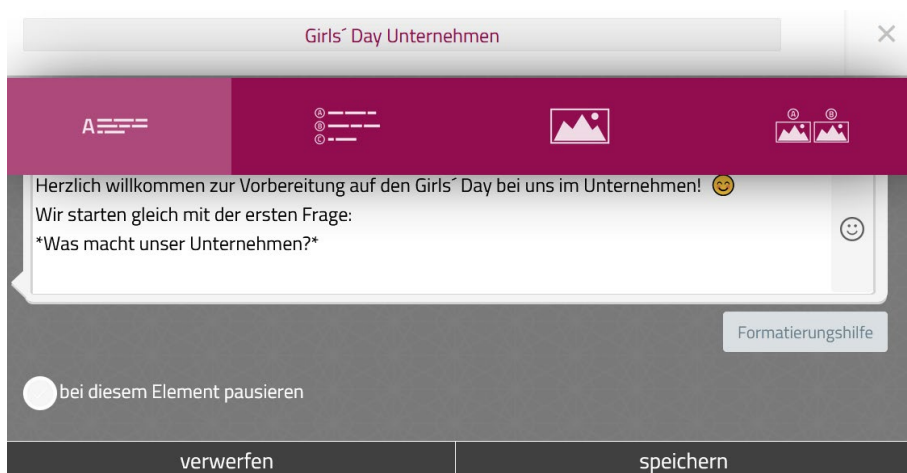 Girls´ Day Unternehmen
A
A
B
C
A B
Herzlich willkommen zur Vorbereitung auf den Girls´ Day bei uns im Unternehmen! 😊
Wir starten gleich mit der ersten Frage:
*Was macht unser Unternehmen?*
Formatierungshilfe
bei diesem Element pausieren
verwerfen speichern